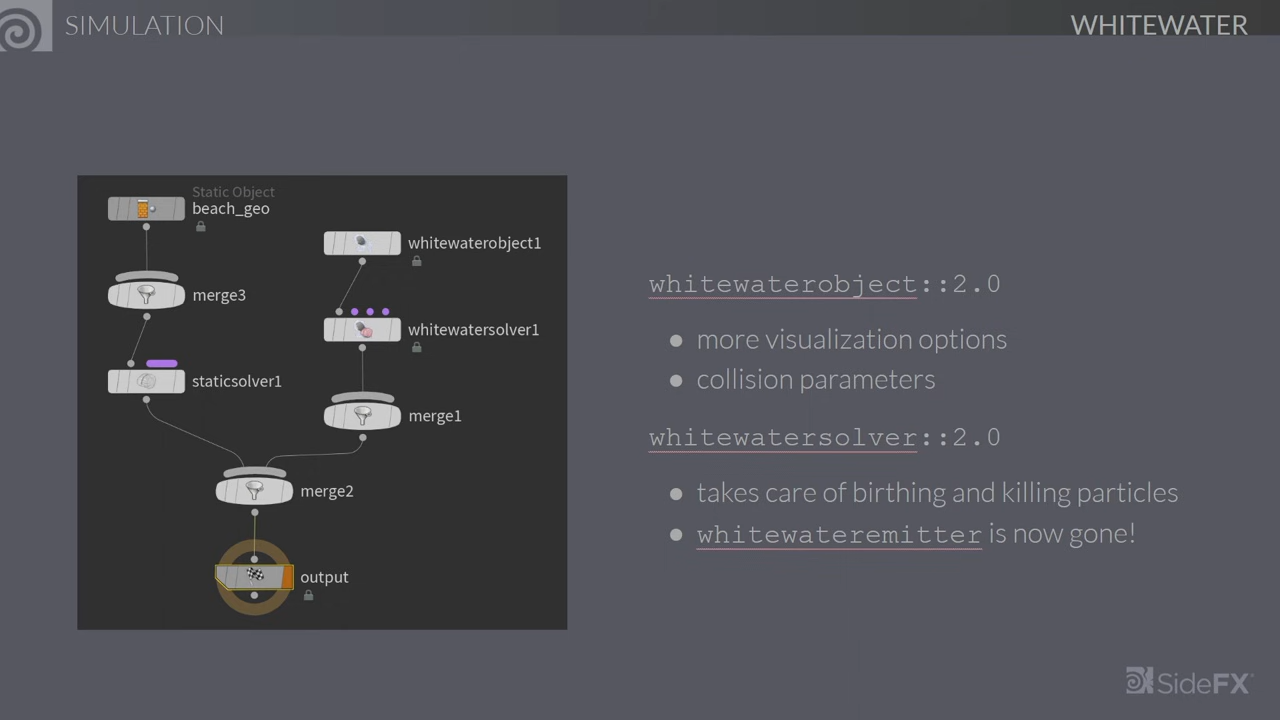 SIMULATION
WHITEWATER
Static Object
beach_geo
whitewaterobject1
merge3
whitewatersolver1
staticsolver1
merge1
merge2
output
whitewaterobject::2.0
● more visualization options
● collision parameters
whitewatersolver::2.0
● takes care of birthing and killing particles
● whitewateremitter is now gone!
SideFX